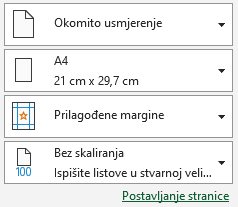 Okomito usmjerenje
A4
21 cm x 29,7 cm
Prilagođene margine
Bez skaliranja
100
Ispišite listove u stvarnoj veli...
Postavljanje stranice